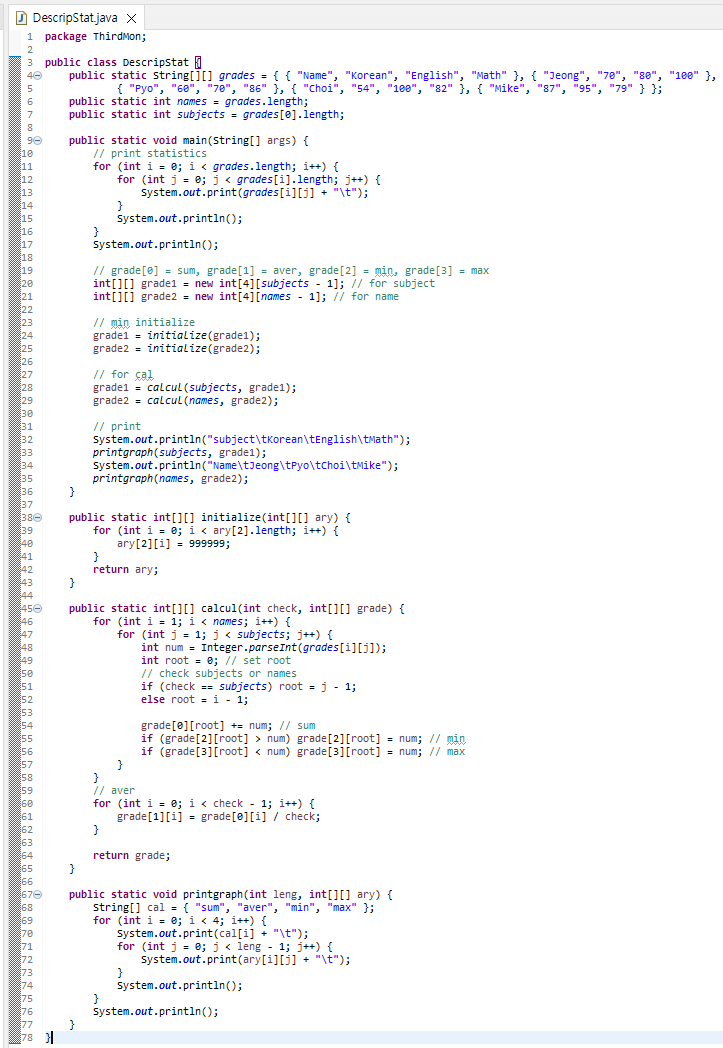 DescripStat.java
1 package ThirdMon;
2
3 public class DescripStat {
4     public static String[][] grades = { { "Name", "Korean", "English", "Math" }, { "Jeong", "70", "80", "100" },
5             { "Pyo", "60", "70", "86" }, { "Choi", "54", "100", "82" }, { "Mike", "87", "95", "79" } };
6     public static int names = grades.length;
7     public static int subjects = grades[0].length;
8
9     public static void main(String[] args) {
10         // print statistics
11         for (int i = 0; i < grades.length; i++) {
12             for (int j = 0; j < grades[i].length; j++) {
13                 System.out.print(grades[i][j] + "\t");
14             }
15             System.out.println();
16         }
17         System.out.println();
18
19         // grade[0] = sum, grade[1] = aver, grade[2] = min, grade[3] = max
20         int[][] grade1 = new int[4][subjects - 1]; // for subject
21         int[][] grade2 = new int[4][names - 1]; // for name
22
23         // min initialize
24         grade1 = initialize(grade1);
25         grade2 = initialize(grade2);
26
27         // for cal
28         grade1 = calcul(subjects, grade1);
29         grade2 = calcul(names, grade2);
30
31         // print
32         System.out.println("subject\tKorean\tEnglish\tMath");
33         printgraph(subjects, grade1);
34         System.out.println("Name\tJeong\tPyo\tChoi\tMike");
35         printgraph(names, grade2);
36     }
37
38     public static int[][] initialize(int[][] ary) {
39         for (int i = 0; i < ary[2].length; i++) {
40             ary[2][i] = 999999;
41         }
42         return ary;
43     }
44
45     public static int[][] calcul(int check, int[][] grade) {
46         for (int i = 1; i < names; i++) {
47             for (int j = 1; j < subjects; j++) {
48                 int num = Integer.parseInt(grades[i][j]);
49                 int root = 0; // set root
50                 // check subjects or names
51                 if (check == subjects) root = j - 1;
52                 else root = i - 1;
53
54                 grade[0][root] += num; // sum
55                 if (grade[2][root] > num) grade[2][root] = num; // min
56                 if (grade[3][root] < num) grade[3][root] = num; // max
57             }
58         }
59         // aver
60         for (int i = 0; i < check - 1; i++) {
61             grade[1][i] = grade[0][i] / check;
62         }
63
64         return grade;
65     }
66
67     public static void printgraph(int leng, int[][] ary) {
68         String[] cal = { "sum", "aver", "min", "max" };
69         for (int i = 0; i < 4; i++) {
70             System.out.print(cal[i] + "\t");
71             for (int j = 0; j < leng - 1; j++) {
72                 System.out.print(ary[i][j] + "\t");
73             }
74             System.out.println();
75         }
76         System.out.println();
77     }
78 }